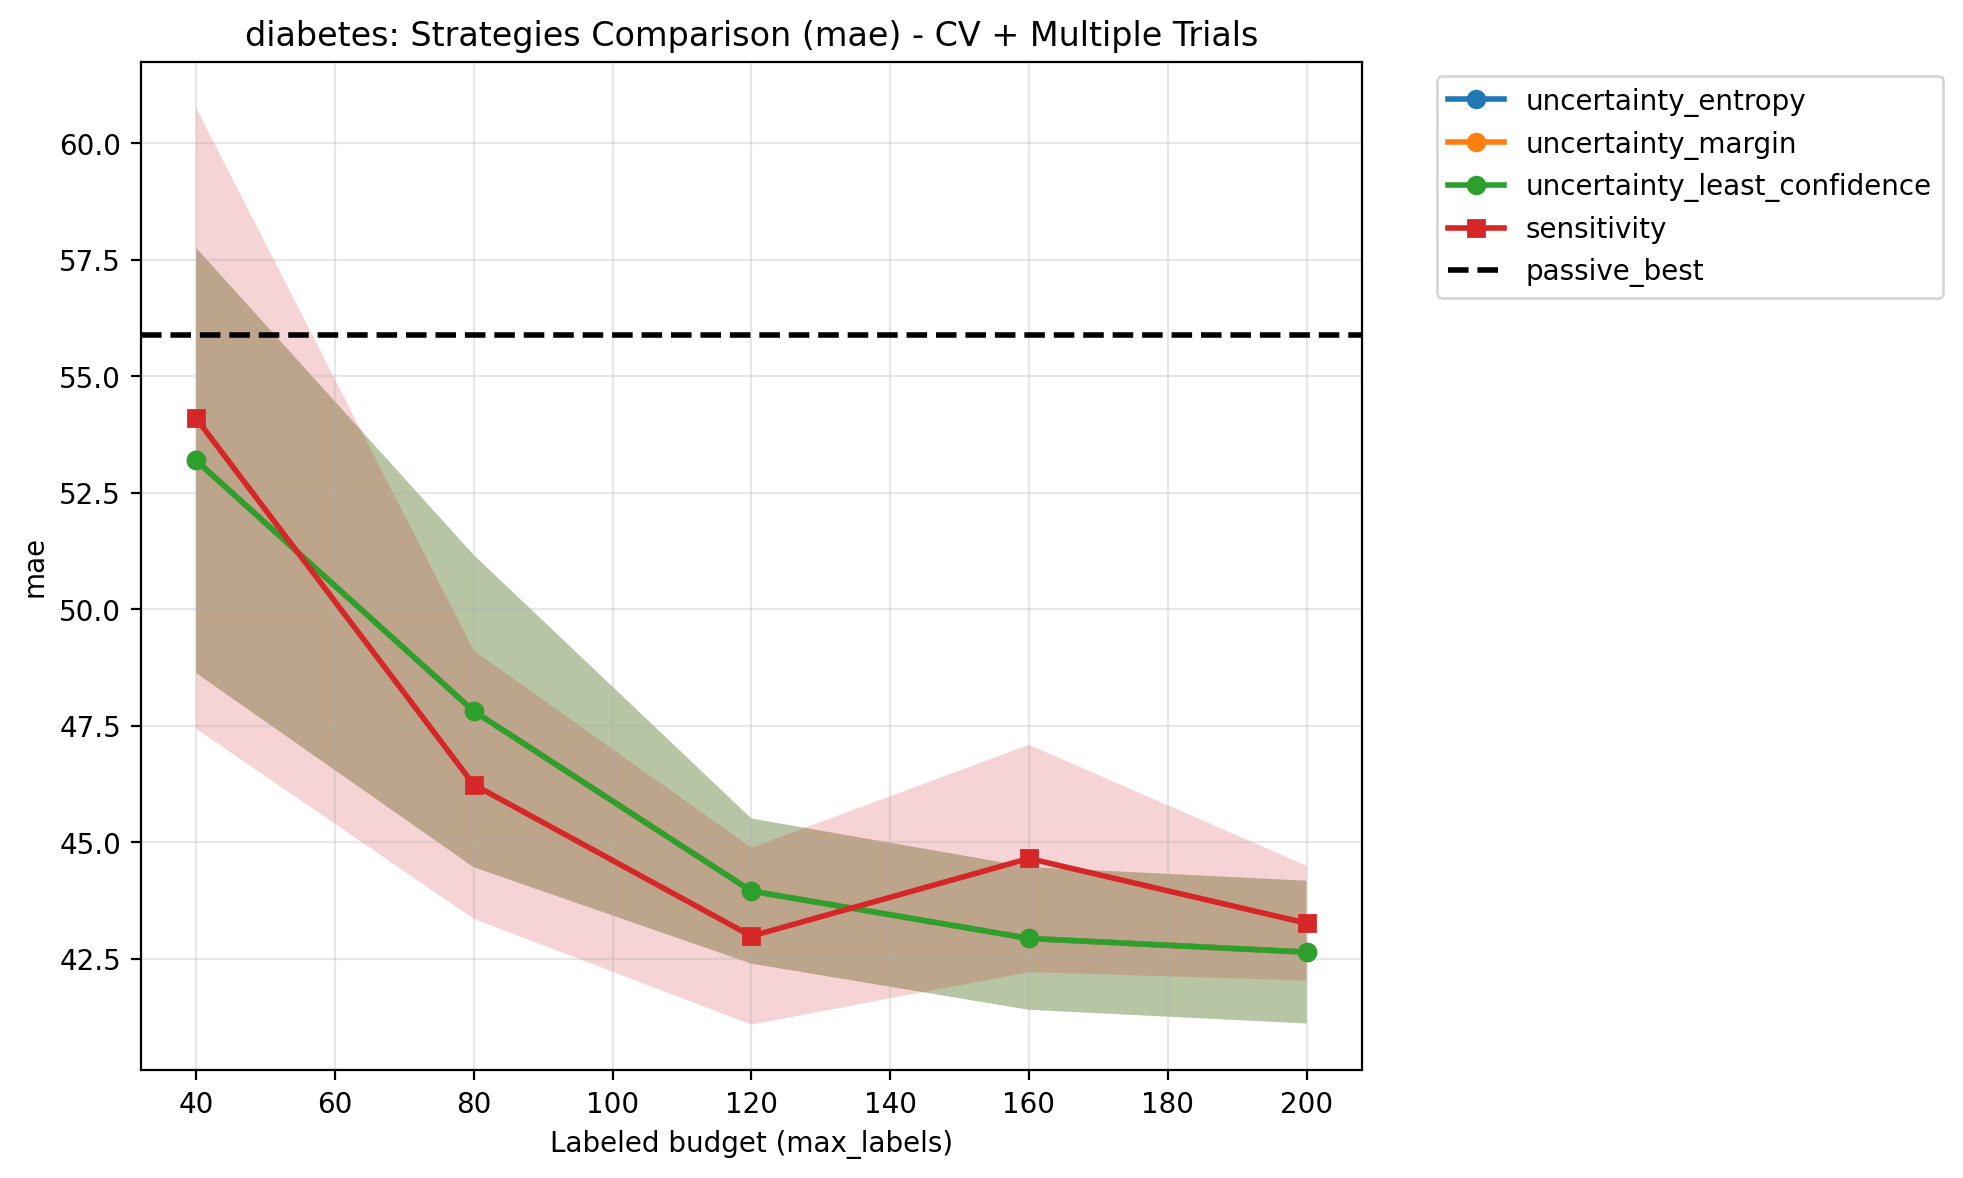 diabetes: Strategies Comparison (mae) - CV + Multiple Trials
uncertainty_entropy
uncertainty_margin
uncertainty_least_confidence
sensitivity
passive_best
mae
60.0
57.5
55.0
52.5
50.0
47.5
45.0
42.5
40 60 80 100 120 140 160 180 200
Labeled budget (max_labels)